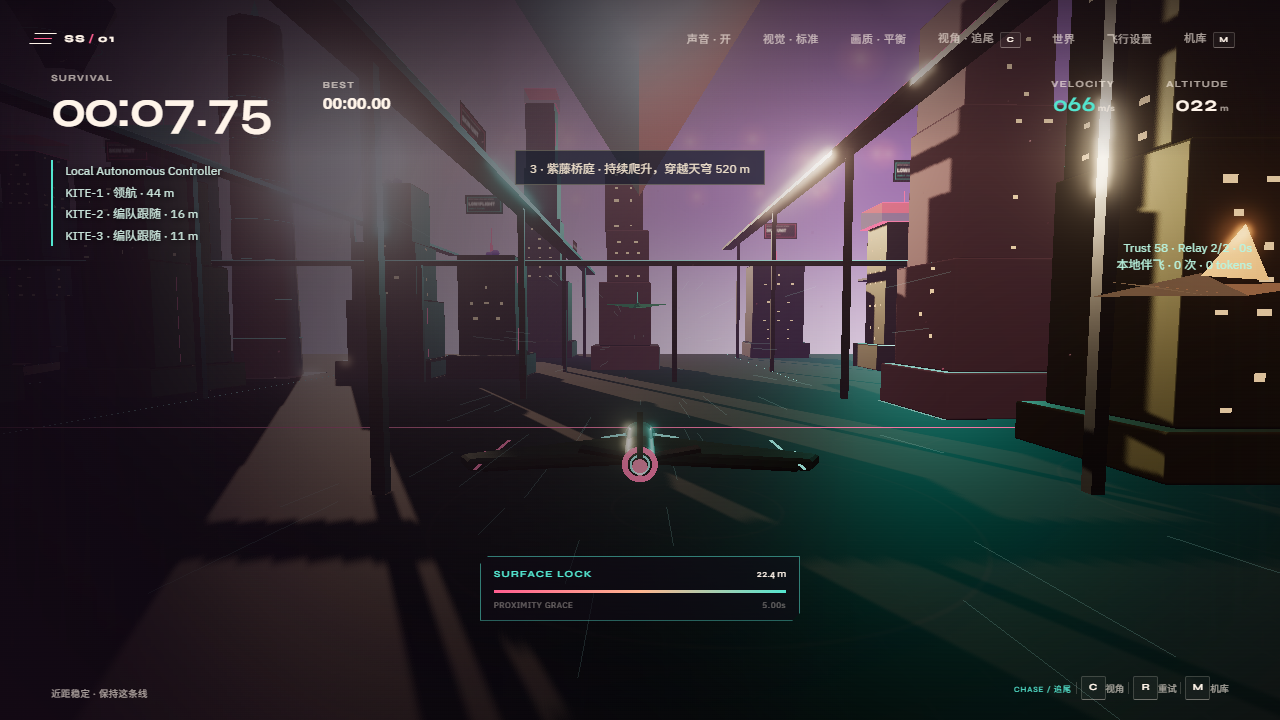 SS / 01
声音 · 开
视觉 · 标准
画质 · 平衡
视角 · 追尾 C
世界
飞行设置
机库 M
SURVIVAL
00:07.75
BEST
00:00.00
VELOCITY
066 m/s
ALTITUDE
022 m
3 · 紫藤桥庭 · 持续爬升，穿越天穹 520 m
Local Autonomous Controller
KITE-1 · 领航 · 44 m
KITE-2 · 编队跟随 · 16 m
KITE-3 · 编队跟随 · 11 m
Trust 58 · Relay 2/2 · 0s
本地伴飞 · 0 次 · 0 tokens
SURFACE LOCK
22.4 m
PROXIMITY GRACE
5.00s
近距稳定 · 保持这条线
CHASE / 追尾
C 视角
R 重试
M 机库